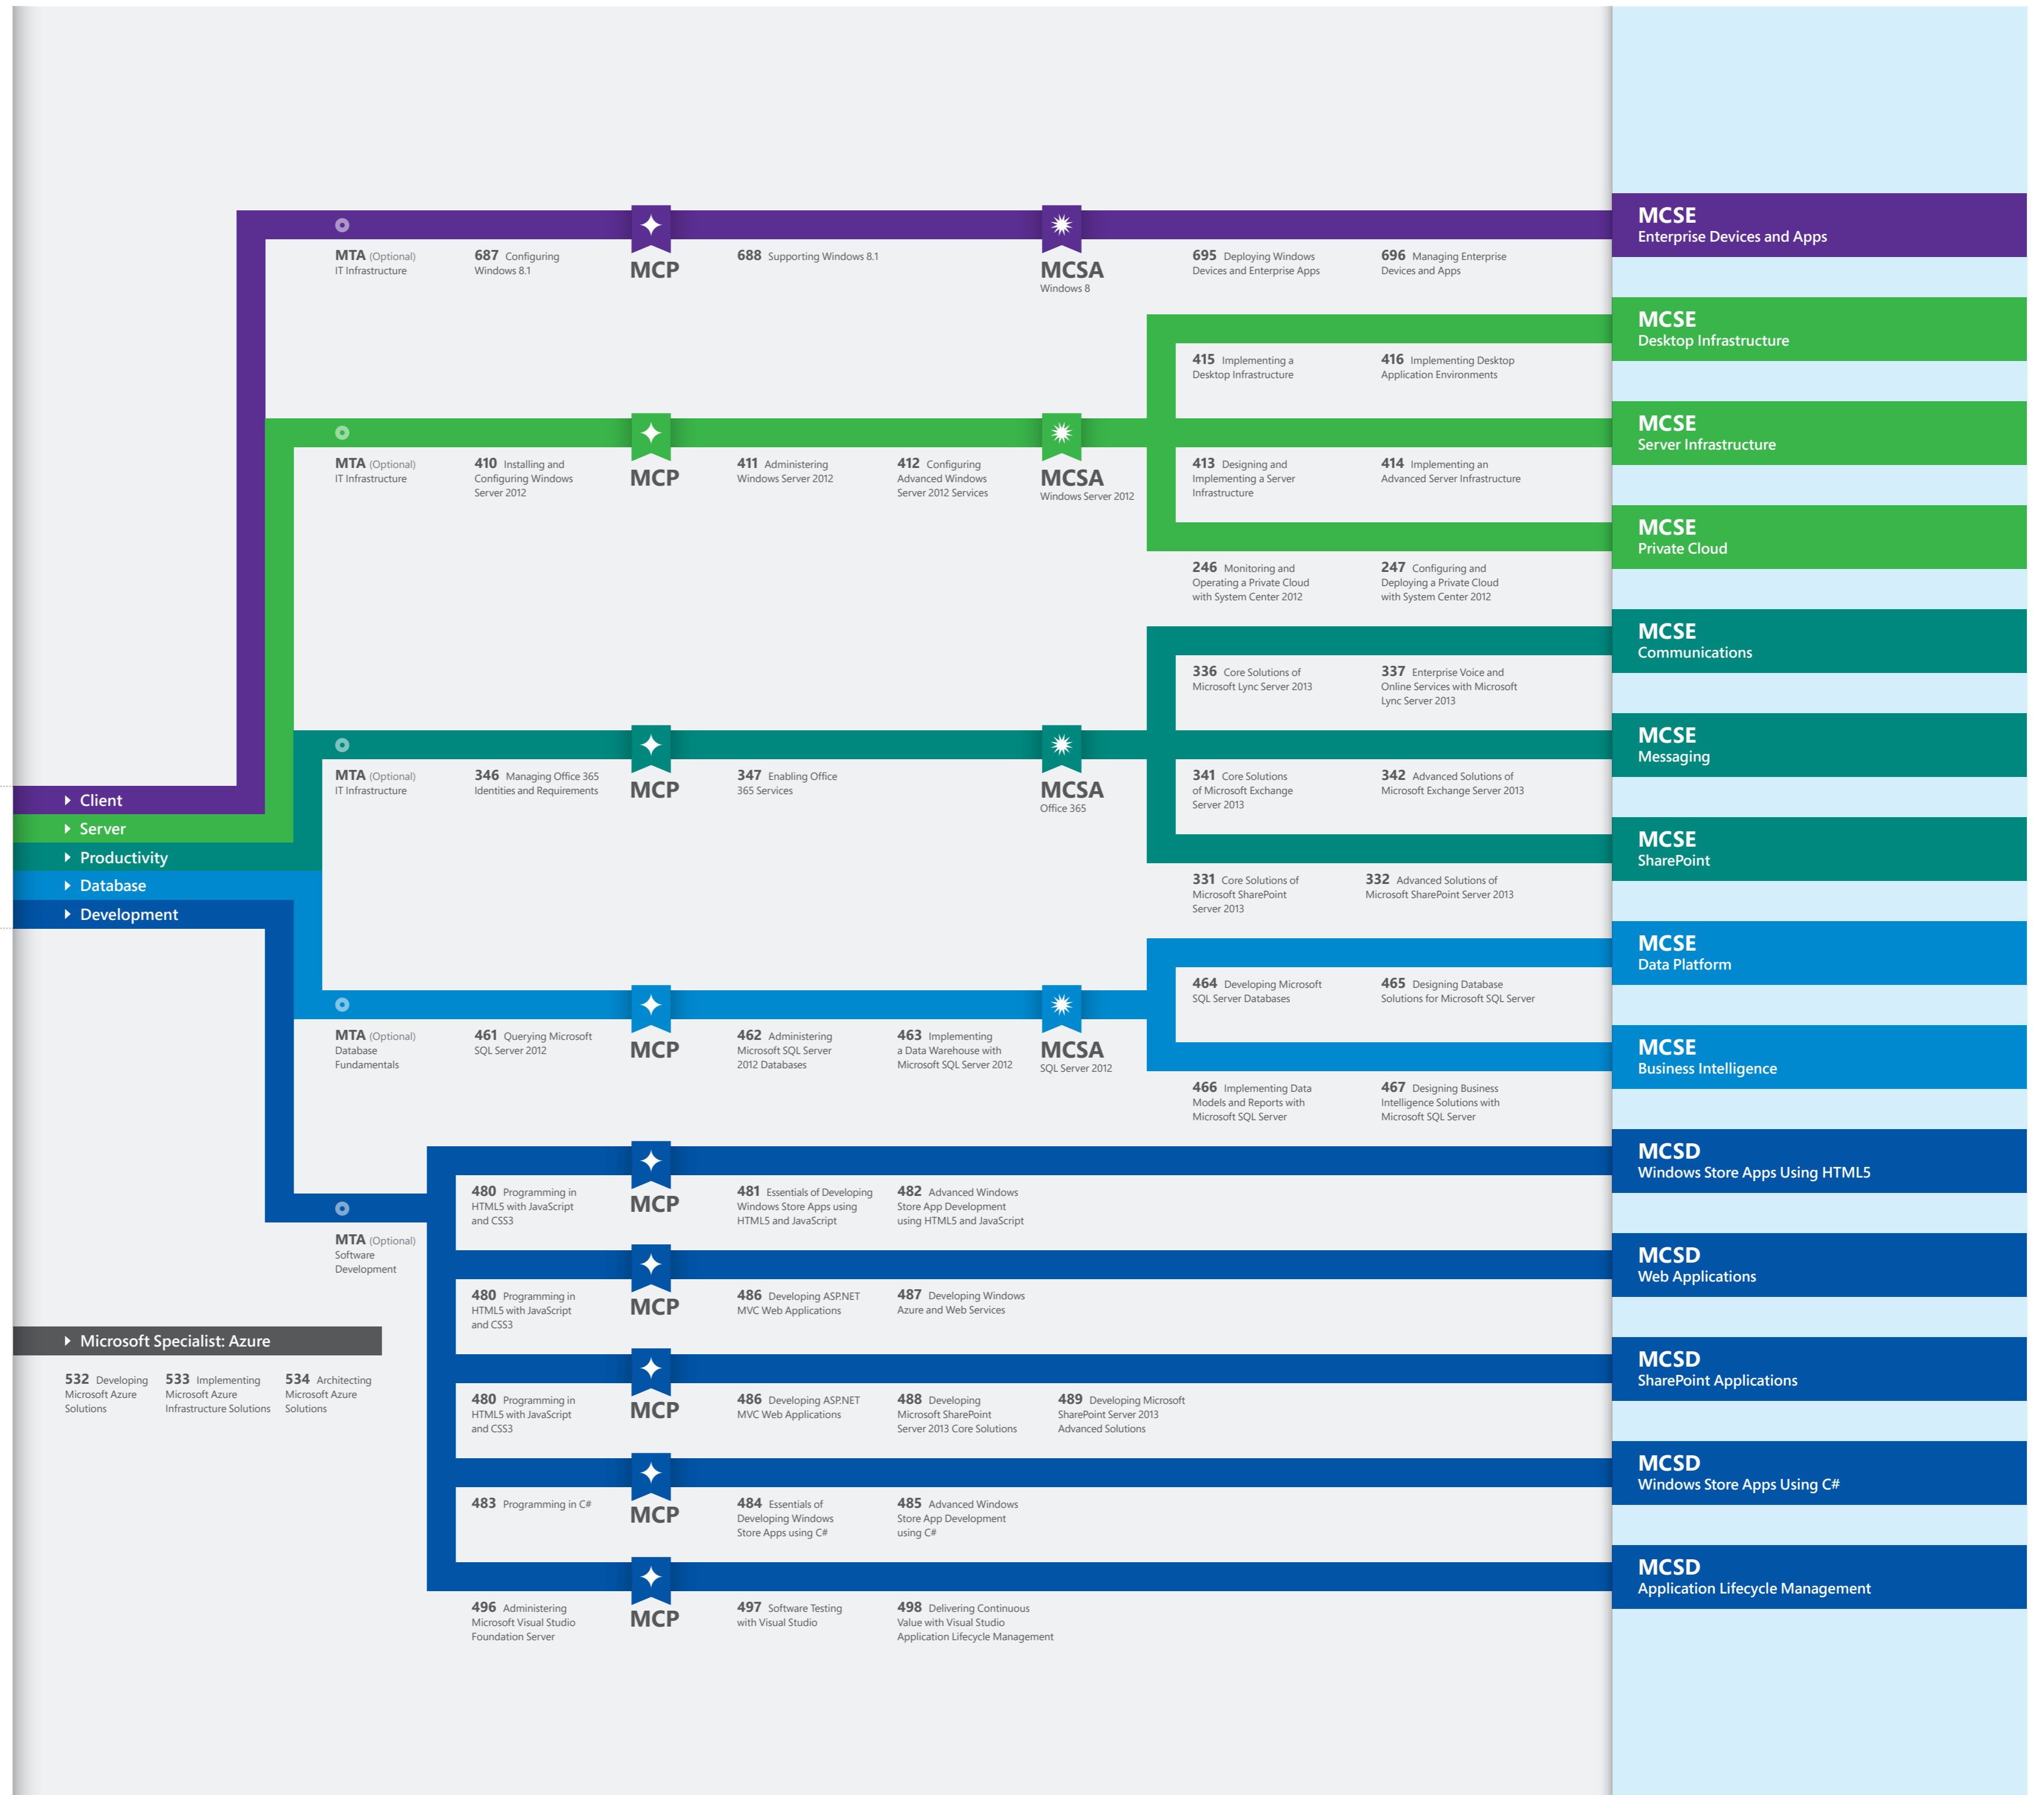 MCSE
Enterprise Devices and Apps
MTA (Optional)
IT Infrastructure
687 Configuring
Windows 8.1
MCP
688 Supporting Windows 8.1
MCSA
Windows 8
695 Deploying Windows
Devices and Enterprise Apps
696 Managing Enterprise
Devices and Apps
MCSE
Desktop Infrastructure
415 Implementing a
Desktop Infrastructure
416 Implementing Desktop
Application Environments
MCSE
Server Infrastructure
MTA (Optional)
IT Infrastructure
410 Installing and
Configuring Windows
Server 2012
MCP
411 Administering
Windows Server 2012
412 Configuring
Advanced Windows
Server 2012 Services
MCSA
Windows Server 2012
413 Designing and
Implementing a Server
Infrastructure
414 Implementing an
Advanced Server Infrastructure
MCSE
Private Cloud
246 Monitoring and
Operating a Private Cloud
with System Center 2012
247 Configuring and
Deploying a Private Cloud
with System Center 2012
MCSE
Communications
336 Core Solutions of
Microsoft Lync Server 2013
337 Enterprise Voice and
Online Services with Microsoft
Lync Server 2013
MCSE
Messaging
MTA (Optional)
IT Infrastructure
346 Managing Office 365
Identities and Requirements
MCP
347 Enabling Office
365 Services
MCSA
Office 365
341 Core Solutions
of Microsoft Exchange
Server 2013
342 Advanced Solutions of
Microsoft Exchange Server 2013
Client
Server
Productivity
Database
Development
MCSE
SharePoint
331 Core Solutions of
Microsoft SharePoint
Server 2013
332 Advanced Solutions of
Microsoft SharePoint Server 2013
MCSE
Data Platform
464 Developing Microsoft
SQL Server Databases
465 Designing Database
Solutions for Microsoft SQL Server
MTA (Optional)
Database
Fundamentals
461 Querying Microsoft
SQL Server 2012
MCP
462 Administering
Microsoft SQL Server
2012 Databases
463 Implementing
a Data Warehouse with
Microsoft SQL Server 2012
MCSA
SQL Server 2012
MCSE
Business Intelligence
466 Implementing Data
Models and Reports with
Microsoft SQL Server
467 Designing Business
Intelligence Solutions with
Microsoft SQL Server
MCSD
Windows Store Apps Using HTML5
MTA (Optional)
Software
Development
480 Programming in
HTML5 with JavaScript
and CSS3
MCP
481 Essentials of Developing
Windows Store Apps using
HTML5 and JavaScript
482 Advanced Windows
Store App Development
using HTML5 and JavaScript
MCSD
Web Applications
480 Programming in
HTML5 with JavaScript
and CSS3
MCP
486 Developing ASP.NET
MVC Web Applications
487 Developing Windows
Azure and Web Services
Microsoft Specialist: Azure
532 Developing
Microsoft Azure
Solutions
533 Implementing
Microsoft Azure
Infrastructure Solutions
534 Architecting
Microsoft Azure
Solutions
MCSD
SharePoint Applications
480 Programming in
HTML5 with JavaScript
and CSS3
MCP
486 Developing ASP.NET
MVC Web Applications
488 Developing
Microsoft SharePoint
Server 2013 Core Solutions
489 Developing Microsoft
SharePoint Server 2013
Advanced Solutions
MCSD
Windows Store Apps Using C#
483 Programming in C#
MCP
484 Essentials of
Developing Windows
Store Apps using C#
485 Advanced Windows
Store App Development
using C#
MCSD
Application Lifecycle Management
496 Administering
Microsoft Visual Studio
Foundation Server
MCP
497 Software Testing
with Visual Studio
498 Delivering Continuous
Value with Visual Studio
Application Lifecycle Management